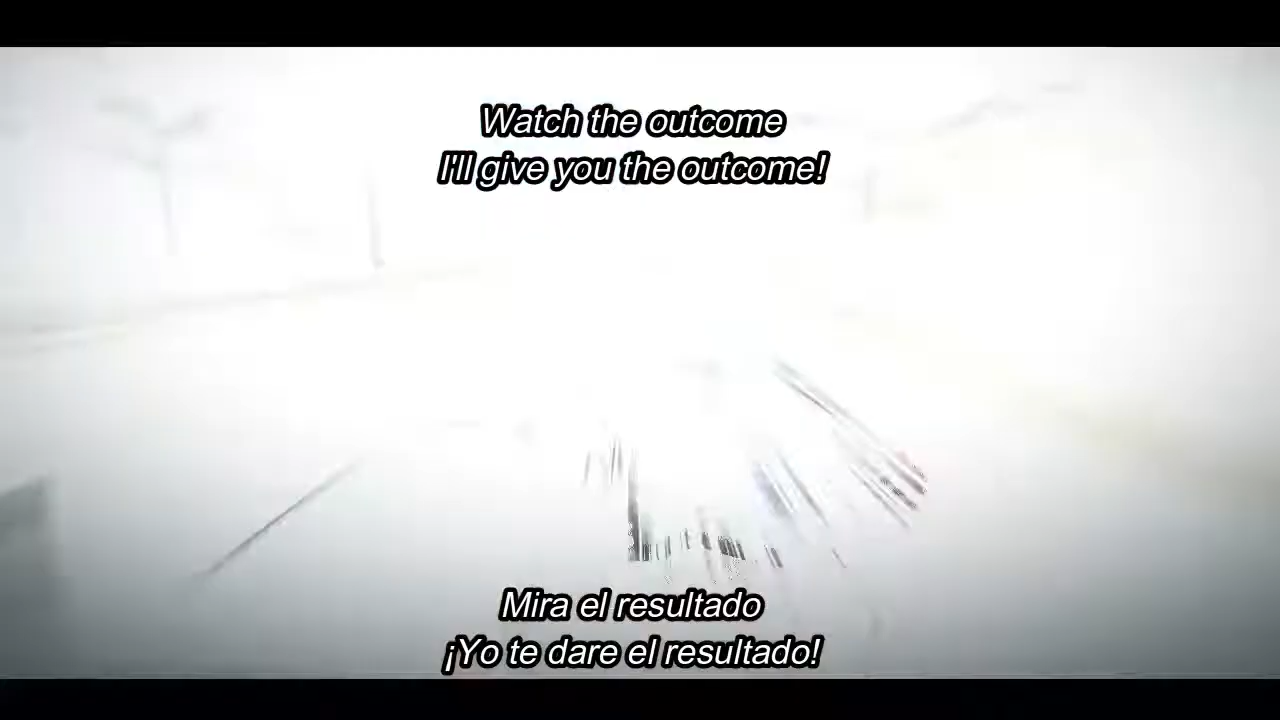 Watch the outcome
I'll give you the outcome!
Mira el resultado
¡Yo te dare el resultado!